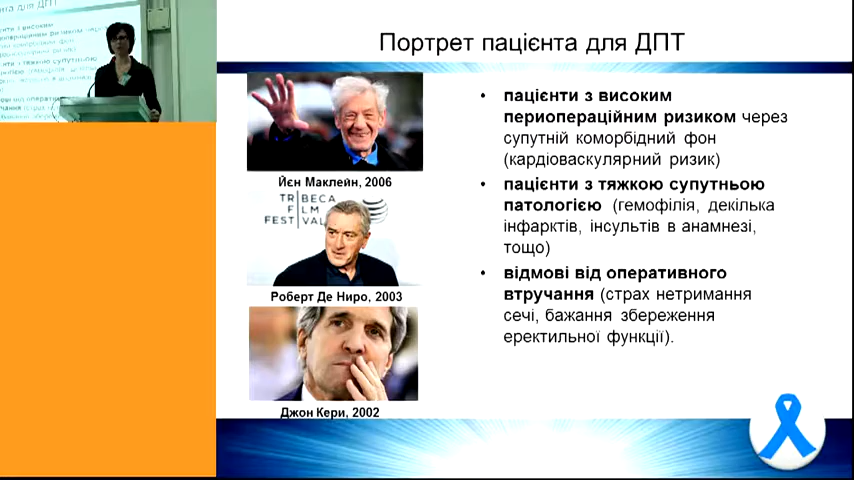 Портрет пацієнта для ДПТ
Йєн Маклейн, 2006
TRIBECA
FILM
FESTIVAL
Роберт Де Ниро, 2003
Джон Кери, 2002
• пацієнти з високим
периопераційним ризиком через
супутній коморбідний фон
(кардіоваскулярний ризик)
• пацієнти з тяжкою супутньою
патологією (гемофілія, декілька
інфарктів, інсультів в анамнезі,
тощо)
• відмові від оперативного
втручання (страх нетримання
сечі, бажання збереження
еректильної функції).